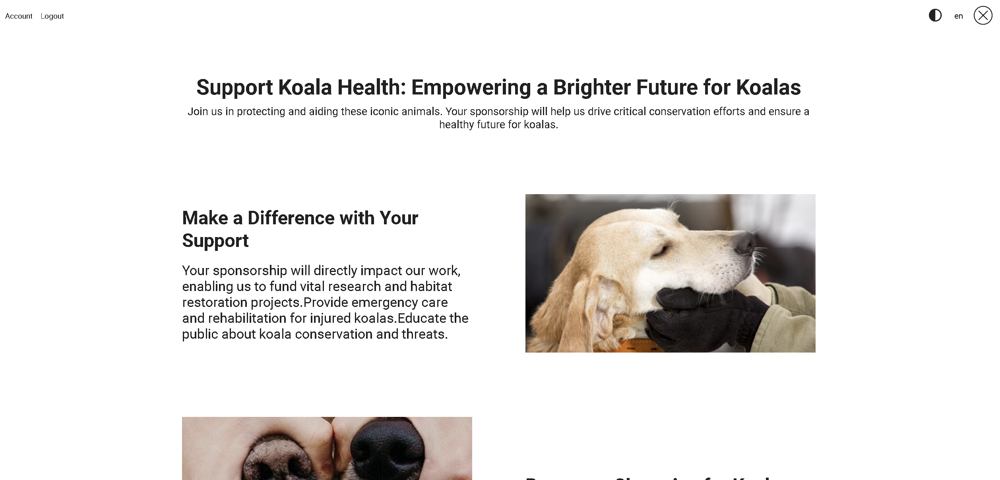 Account Logout en
Support Koala Health: Empowering a Brighter Future for Koalas
Join us in protecting and aiding these iconic animals. Your sponsorship will help us drive critical conservation efforts and ensure a
healthy future for koalas.
Make a Difference with Your
Support
Your sponsorship will directly impact our work,
enabling us to fund vital research and habitat
restoration projects.Provide emergency care
and rehabilitation for injured koalas.Educate the
public about koala conservation and threats.